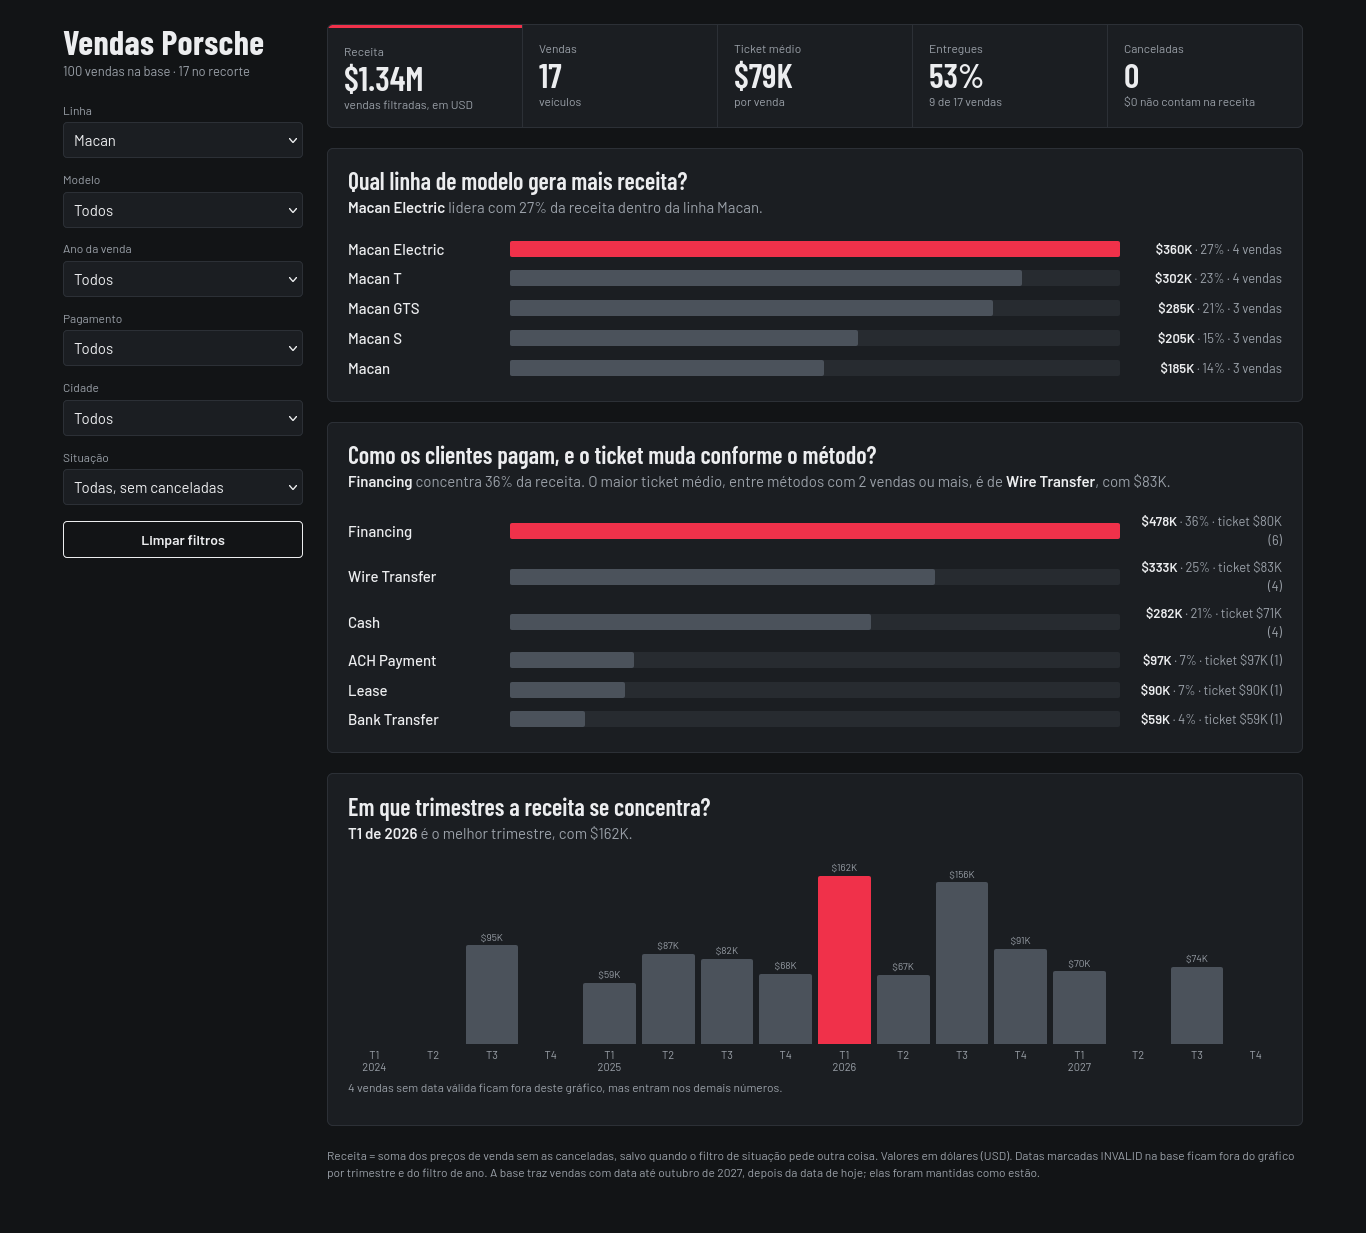 Vendas Porsche
100 vendas na base · 17 no recorte
Linha
Macan
Modelo
Todos
Ano da venda
Todos
Pagamento
Todos
Cidade
Todos
Situação
Todas, sem canceladas
Limpar filtros
Receita
$1.34M
vendas filtradas, em USD
Vendas
17
veículos
Ticket médio
$79K
por venda
Entregues
53%
9 de 17 vendas
Canceladas
0
$0 não contam na receita
Qual linha de modelo gera mais receita?
Macan Electric lidera com 27% da receita dentro da linha Macan.
Macan Electric $360K · 27% · 4 vendas
Macan T $302K · 23% · 4 vendas
Macan GTS $285K · 21% · 3 vendas
Macan S $205K · 15% · 3 vendas
Macan $185K · 14% · 3 vendas
Como os clientes pagam, e o ticket muda conforme o método?
Financing concentra 36% da receita. O maior ticket médio, entre métodos com 2 vendas ou mais, é de Wire Transfer, com $83K.
Financing $478K · 36% · ticket $80K
(6)
Wire Transfer $333K · 25% · ticket $83K
(4)
Cash $282K · 21% · ticket $71K
(4)
ACH Payment $97K · 7% · ticket $97K (1)
Lease $90K · 7% · ticket $90K (1)
Bank Transfer $59K · 4% · ticket $59K (1)
Em que trimestres a receita se concentra?
T1 de 2026 é o melhor trimestre, com $162K.
$95K $59K $87K $82K $68K $162K $67K $156K $91K $70K $74K
T1 T2 T3 T4 T1 T2 T3 T4 T1 T2 T3 T4 T1 T2 T3 T4
2024 2025 2026 2027
4 vendas sem data válida ficam fora deste gráfico, mas entram nos demais números.
Receita = soma dos preços de venda sem as canceladas, salvo quando o filtro de situação pede outra coisa. Valores em dólares (USD). Datas marcadas INVALID na base ficam fora do gráfico
por trimestre e do filtro de ano. A base traz vendas com data até outubro de 2027, depois da data de hoje; elas foram mantidas como estão.